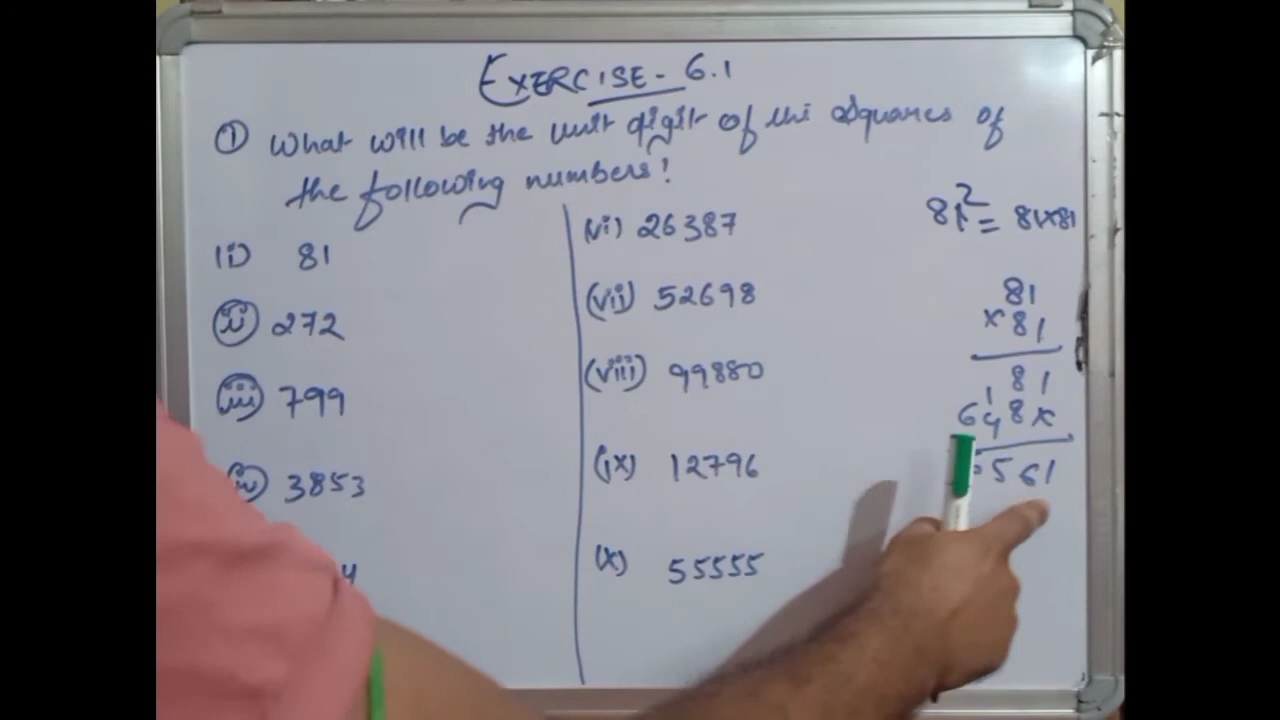 EXERCISE - 6.1
① What will be the unit digit of the squares of
the following numbers?
(i) 81
(ii) 272
(iii) 799
3853
4
(vi) 26387
(vii) 52698
(viii) 99880
(ix) 12796
(x) 55555
81² = 81×81
81
×81
81
1
648×
561